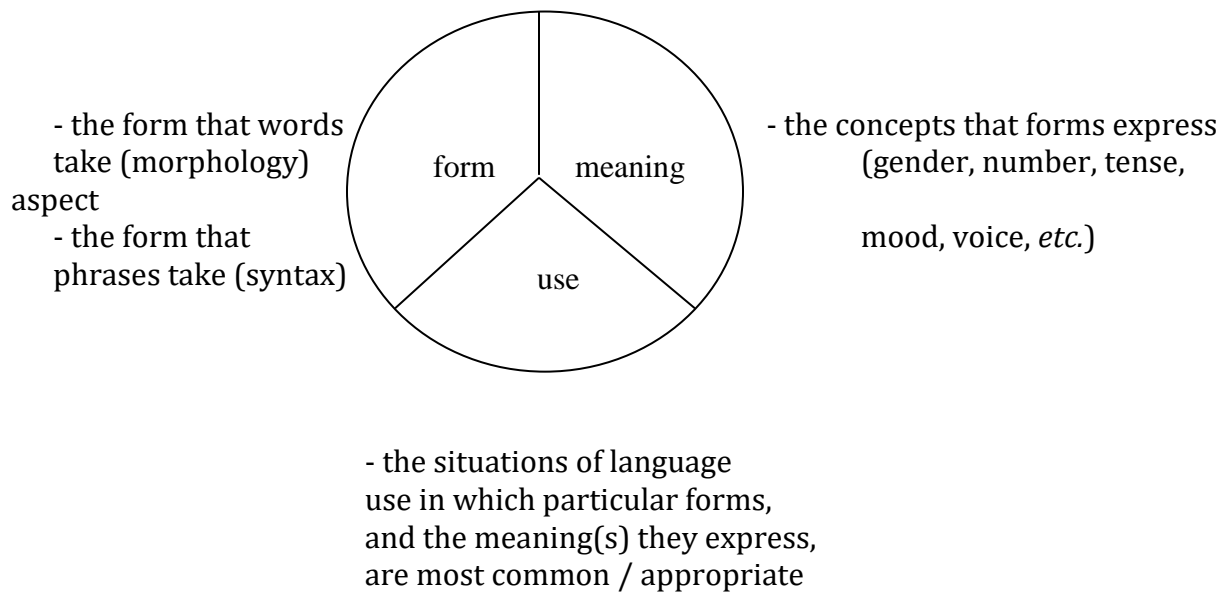 - the form that words
take (morphology)
aspect
- the form that
phrases take (syntax)
form
meaning
use
- the concepts that forms express
(gender, number, tense,
mood, voice, etc.)
- the situations of language
use in which particular forms,
and the meaning(s) they express,
are most common / appropriate